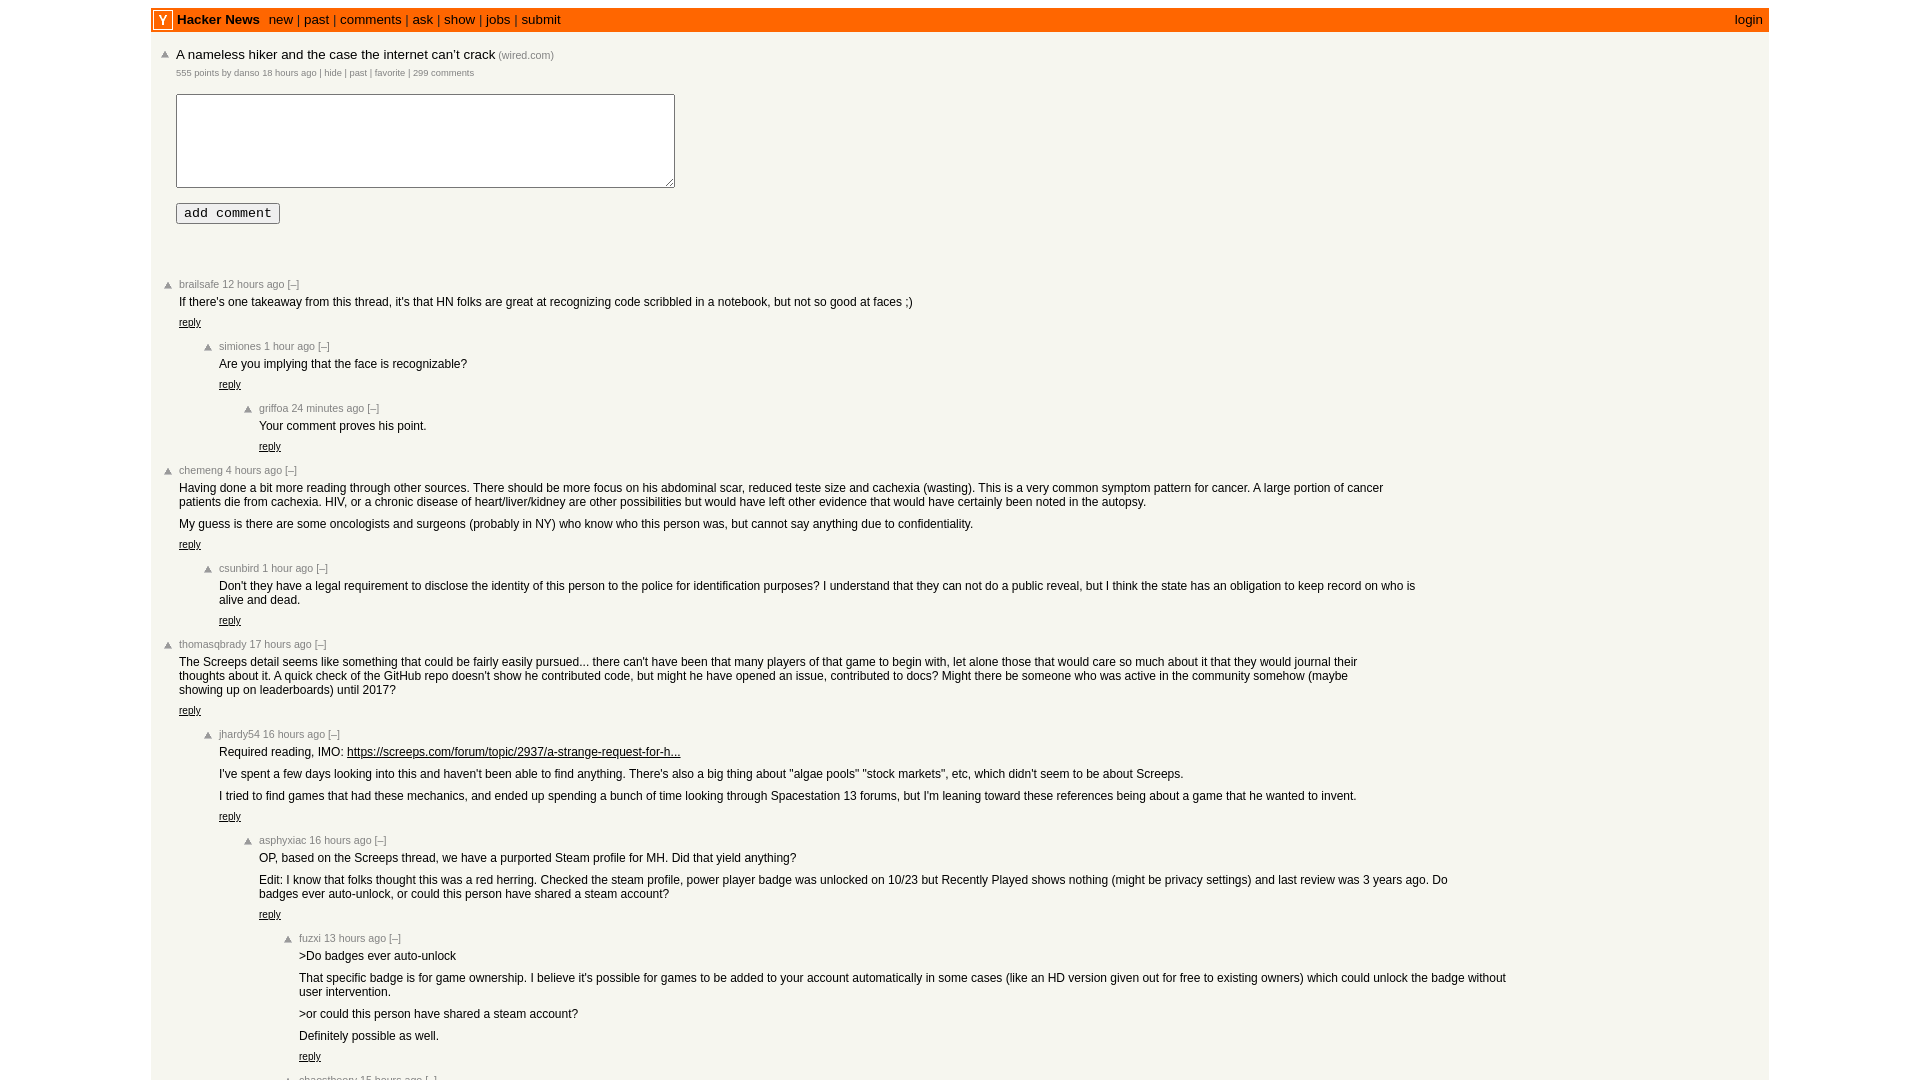 Y Hacker News new | past | comments | ask | show | jobs | submit login
A nameless hiker and the case the internet can't crack (wired.com)
555 points by danso 18 hours ago | hide | past | favorite | 299 comments
add comment
brailsafe 12 hours ago [–]
If there's one takeaway from this thread, it's that HN folks are great at recognizing code scribbled in a notebook, but not so good at faces ;)
reply
simiones 1 hour ago [–]
Are you implying that the face is recognizable?
reply
griffoa 24 minutes ago [–]
Your comment proves his point.
reply
chemeng 4 hours ago [–]
Having done a bit more reading through other sources. There should be more focus on his abdominal scar, reduced teste size and cachexia (wasting). This is a very common symptom pattern for cancer. A large portion of cancer
patients die from cachexia. HIV, or a chronic disease of heart/liver/kidney are other possibilities but would have left other evidence that would have certainly been noted in the autopsy.
My guess is there are some oncologists and surgeons (probably in NY) who know who this person was, but cannot say anything due to confidentiality.
reply
csunbird 1 hour ago [–]
Don't they have a legal requirement to disclose the identity of this person to the police for identification purposes? I understand that they can not do a public reveal, but I think the state has an obligation to keep record on who is
alive and dead.
reply
thomasqbrady 17 hours ago [–]
The Screeps detail seems like something that could be fairly easily pursued... there can't have been that many players of that game to begin with, let alone those that would care so much about it that they would journal their
thoughts about it. A quick check of the GitHub repo doesn't show he contributed code, but might he have opened an issue, contributed to docs? Might there be someone who was active in the community somehow (maybe
showing up on leaderboards) until 2017?
reply
jhardy54 16 hours ago [–]
Required reading, IMO: https://screeps.com/forum/topic/2937/a-strange-request-for-h...
I've spent a few days looking into this and haven't been able to find anything. There's also a big thing about "algae pools" "stock markets", etc, which didn't seem to be about Screeps.
I tried to find games that had these mechanics, and ended up spending a bunch of time looking through Spacestation 13 forums, but I'm leaning toward these references being about a game that he wanted to invent.
reply
asphyxiac 16 hours ago [–]
OP, based on the Screeps thread, we have a purported Steam profile for MH. Did that yield anything?
Edit: I know that folks thought this was a red herring. Checked the steam profile, power player badge was unlocked on 10/23 but Recently Played shows nothing (might be privacy settings) and last review was 3 years ago. Do
badges ever auto-unlock, or could this person have shared a steam account?
reply
fuzxi 13 hours ago [–]
>Do badges ever auto-unlock
That specific badge is for game ownership. I believe it's possible for games to be added to your account automatically in some cases (like an HD version given out for free to existing owners) which could unlock the badge without
user intervention.
>or could this person have shared a steam account?
Definitely possible as well.
reply
chaostheory 15 hours ago [–]